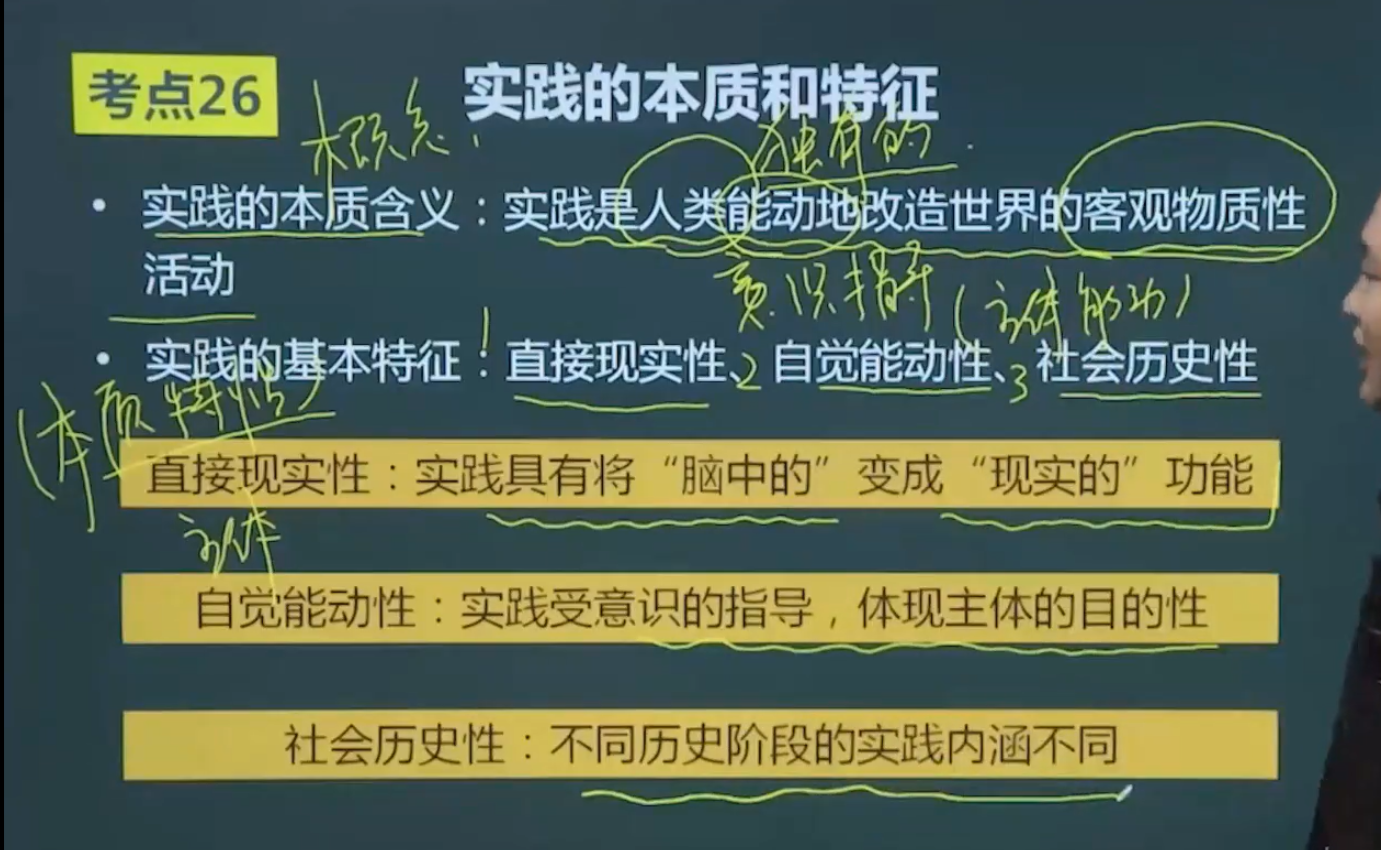 考点26
实践的本质和特征
概念
独有的
• 实践的本质含义：实践是人类能动地改造世界的客观物质性
活动
意识指导（主体能动）
• 实践的基本特征：1直接现实性、2自觉能动性、3社会历史性
（本质特征）
直接现实性：实践具有将“脑中的”变成“现实的”功能
主体
自觉能动性：实践受意识的指导，体现主体的目的性
社会历史性：不同历史阶段的实践内涵不同